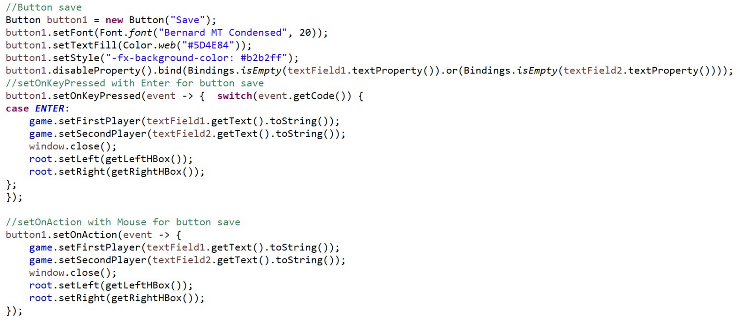 //Button save
Button button1 = new Button("Save");
button1.setFont(Font.font("Bernard MT Condensed", 20));
button1.setTextFill(Color.web("#5D4E84"));
button1.setStyle("-fx-background-color: #b2b2ff");
button1.disableProperty().bind(Bindings.isEmpty(textField1.textProperty()).or(Bindings.isEmpty(textField2.textProperty())));
//setOnKeyPressed with Enter for button save
button1.setOnKeyPressed(event -> {  switch(event.getCode()) {
case ENTER:
    game.setFirstPlayer(textField1.getText().toString());
    game.setSecondPlayer(textField2.getText().toString());
    window.close();
    root.setLeft(getLeftHBox());
    root.setRight(getRightHBox());
};
});

//setOnAction with Mouse for button save
button1.setOnAction(event -> {
    game.setFirstPlayer(textField1.getText().toString());
    game.setSecondPlayer(textField2.getText().toString());
    window.close();
    root.setLeft(getLeftHBox());
    root.setRight(getRightHBox());
});